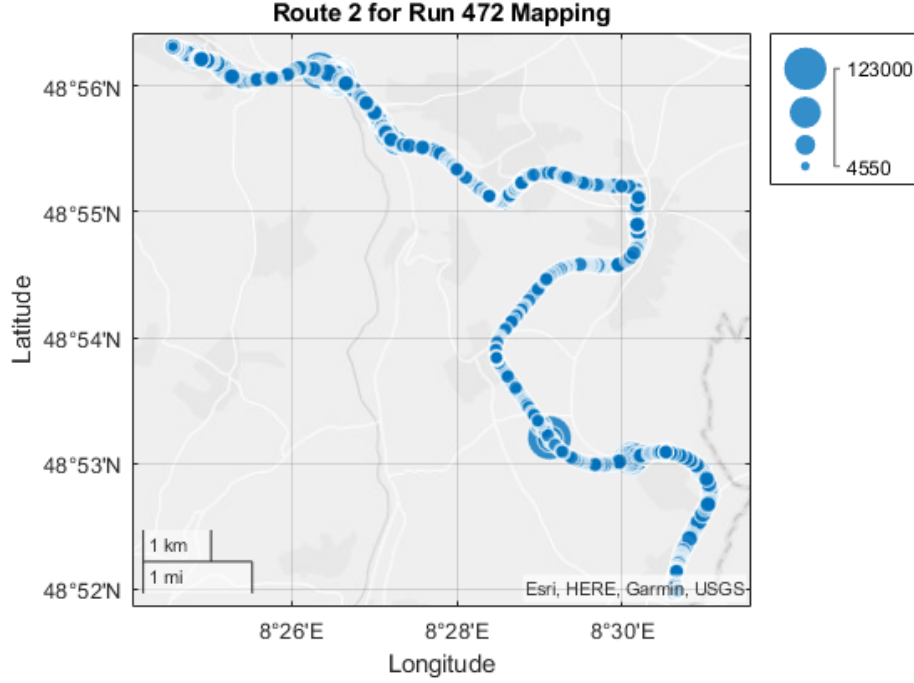 Route 2 for Run 472 Mapping
123000
4550
48°56'N
48°55'N
48°54'N
48°53'N
48°52'N
Latitude
1 km
1 mi
Esri, HERE, Garmin, USGS
8°26'E
8°28'E
8°30'E
Longitude